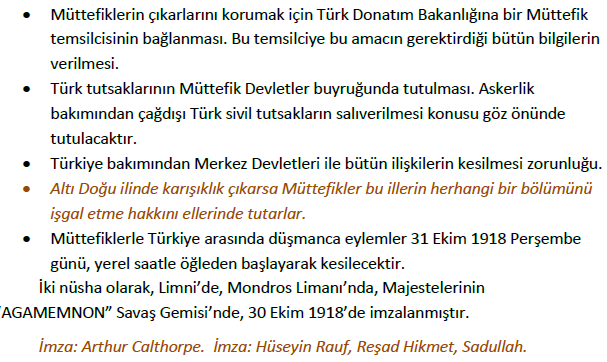 • Müttefiklerin çıkarlarını korumak için Türk Donatım Bakanlığına bir Müttefik
temsilcisinin bağlanması. Bu temsilciye bu amacın gerektirdiği bütün bilgilerin
verilmesi.
• Türk tutsaklarının Müttefik Devletler buyruğunda tutulması. Askerlik
bakımından çağdışı Türk sivil tutsakların salıverilmesi konusu göz önünde
tutulacaktır.
• Türkiye bakımından Merkez Devletleri ile bütün ilişkilerin kesilmesi zorunluğu.
• Altı Doğu ilinde karışıklık çıkarsa Müttefikler bu illerin herhangi bir bölümünü
işgal etme hakkını ellerinde tutarlar.
• Müttefiklerle Türkiye arasında düşmanca eylemler 31 Ekim 1918 Perşembe
günü, yerel saatle öğleden başlayarak kesilecektir.
İki nüsha olarak, Limni’de, Mondros Limanı’nda, Majestelerinin
“AGAMEMNON” Savaş Gemisi’nde, 30 Ekim 1918’de imzalanmıştır.
İmza: Arthur Calthorpe. İmza: Hüseyin Rauf, Reşad Hikmet, Sadullah.